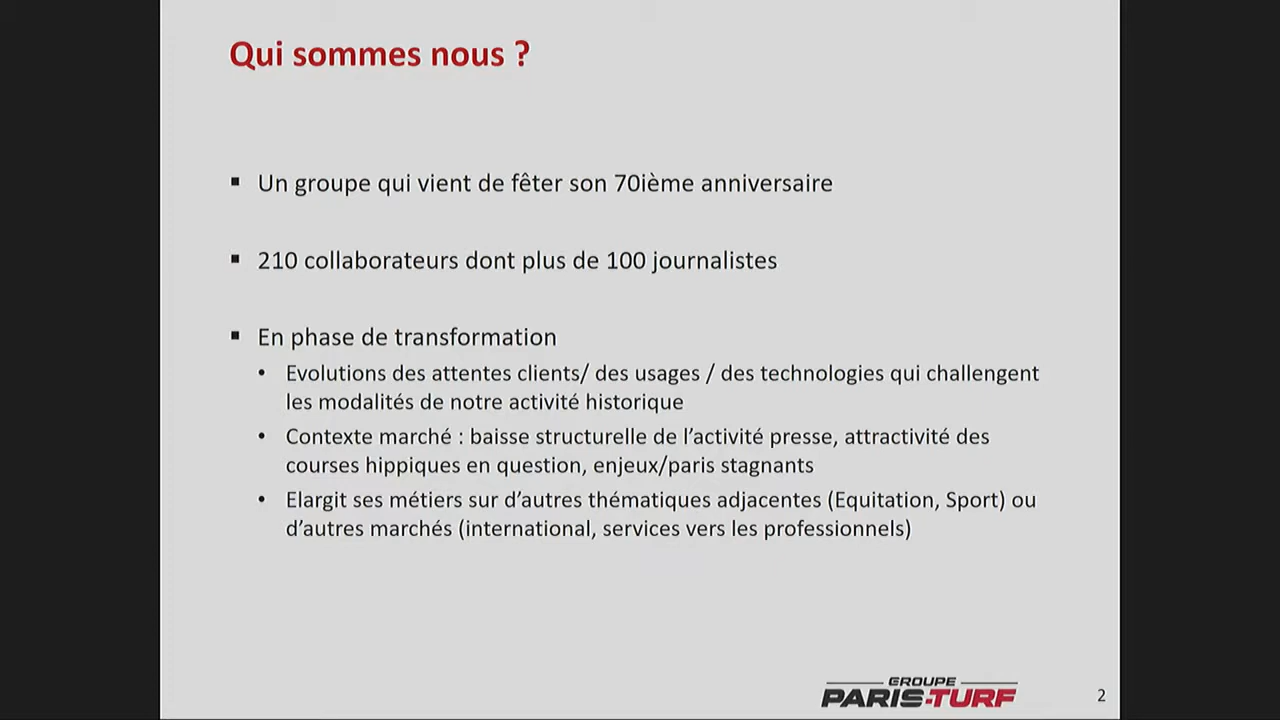 Qui sommes nous ?
▪ Un groupe qui vient de fêter son 70ième anniversaire
▪ 210 collaborateurs dont plus de 100 journalistes
▪ En phase de transformation
• Evolutions des attentes clients/ des usages / des technologies qui challengent
les modalités de notre activité historique
• Contexte marché : baisse structurelle de l’activité presse, attractivité des
courses hippiques en question, enjeux/paris stagnants
• Elargit ses métiers sur d’autres thématiques adjacentes (Equitation, Sport) ou
d’autres marchés (international, services vers les professionnels)
GROUPE
PARIS-TURF
2